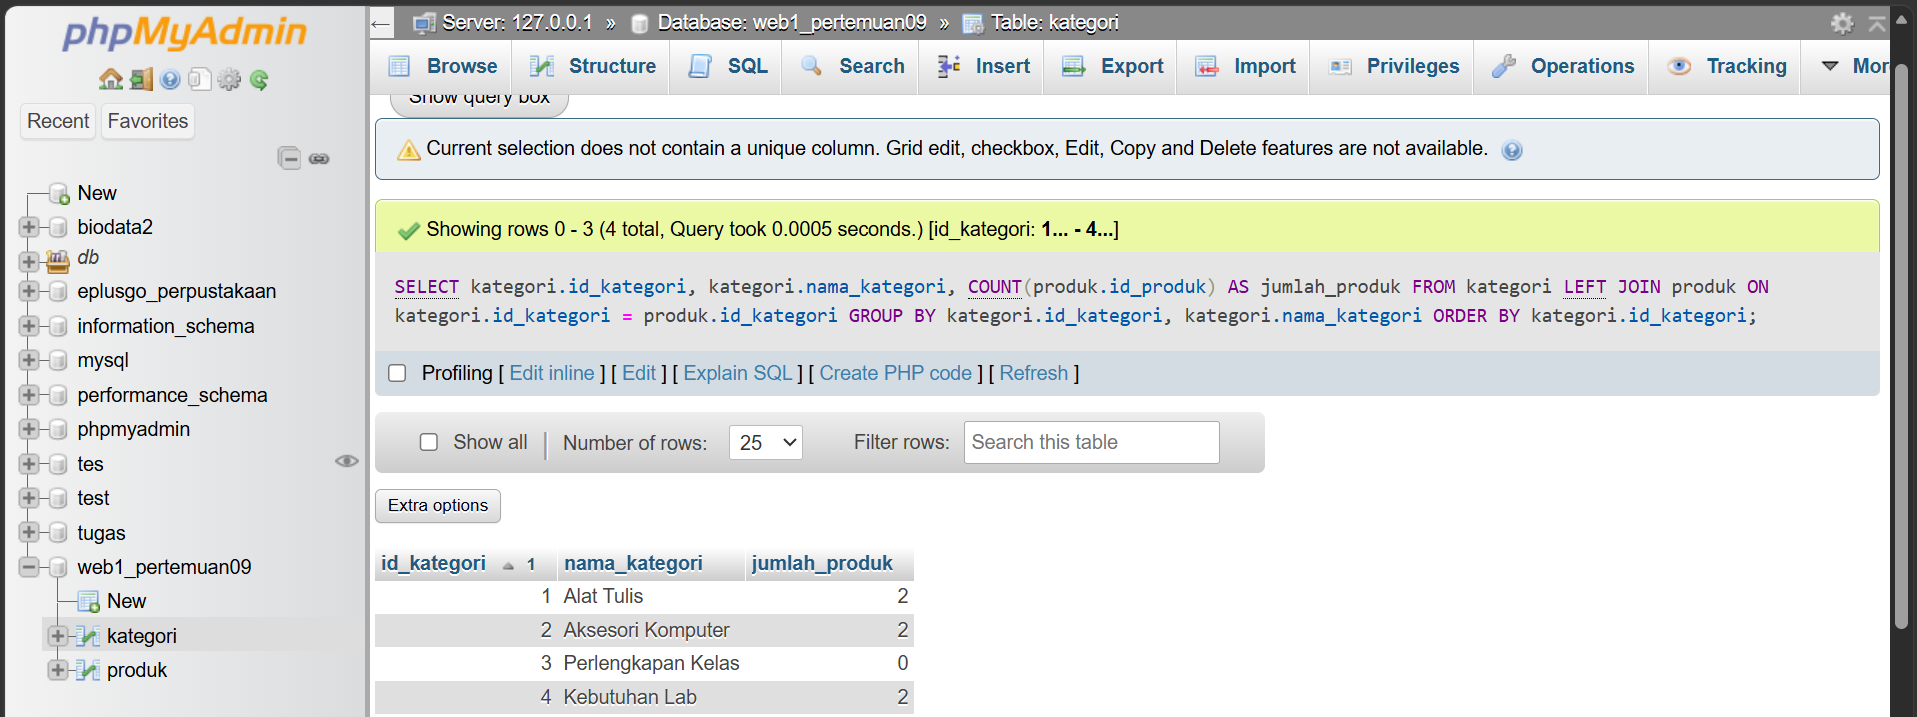 phpMyAdmin
Recent Favorites
New
biodata2
db
eplusgo_perpustakaan
information_schema
mysql
performance_schema
phpmyadmin
tes
test
tugas
web1_pertemuan09
New
kategori
produk
Server: 127.0.0.1 » Database: web1_pertemuan09 » Table: kategori
Browse Structure SQL Search Insert Export Import Privileges Operations Tracking Mor
Show query box
Current selection does not contain a unique column. Grid edit, checkbox, Edit, Copy and Delete features are not available.
Showing rows 0 - 3 (4 total, Query took 0.0005 seconds.) [id_kategori: 1... - 4...]
SELECT kategori.id_kategori, kategori.nama_kategori, COUNT(produk.id_produk) AS jumlah_produk FROM kategori LEFT JOIN produk ON
kategori.id_kategori = produk.id_kategori GROUP BY kategori.id_kategori, kategori.nama_kategori ORDER BY kategori.id_kategori;
Profiling [ Edit inline ] [ Edit ] [ Explain SQL ] [ Create PHP code ] [ Refresh ]
Show all Number of rows: 25 Filter rows: Search this table
Extra options
id_kategori 1 nama_kategori jumlah_produk
1 Alat Tulis 2
2 Aksesori Komputer 2
3 Perlengkapan Kelas 0
4 Kebutuhan Lab 2